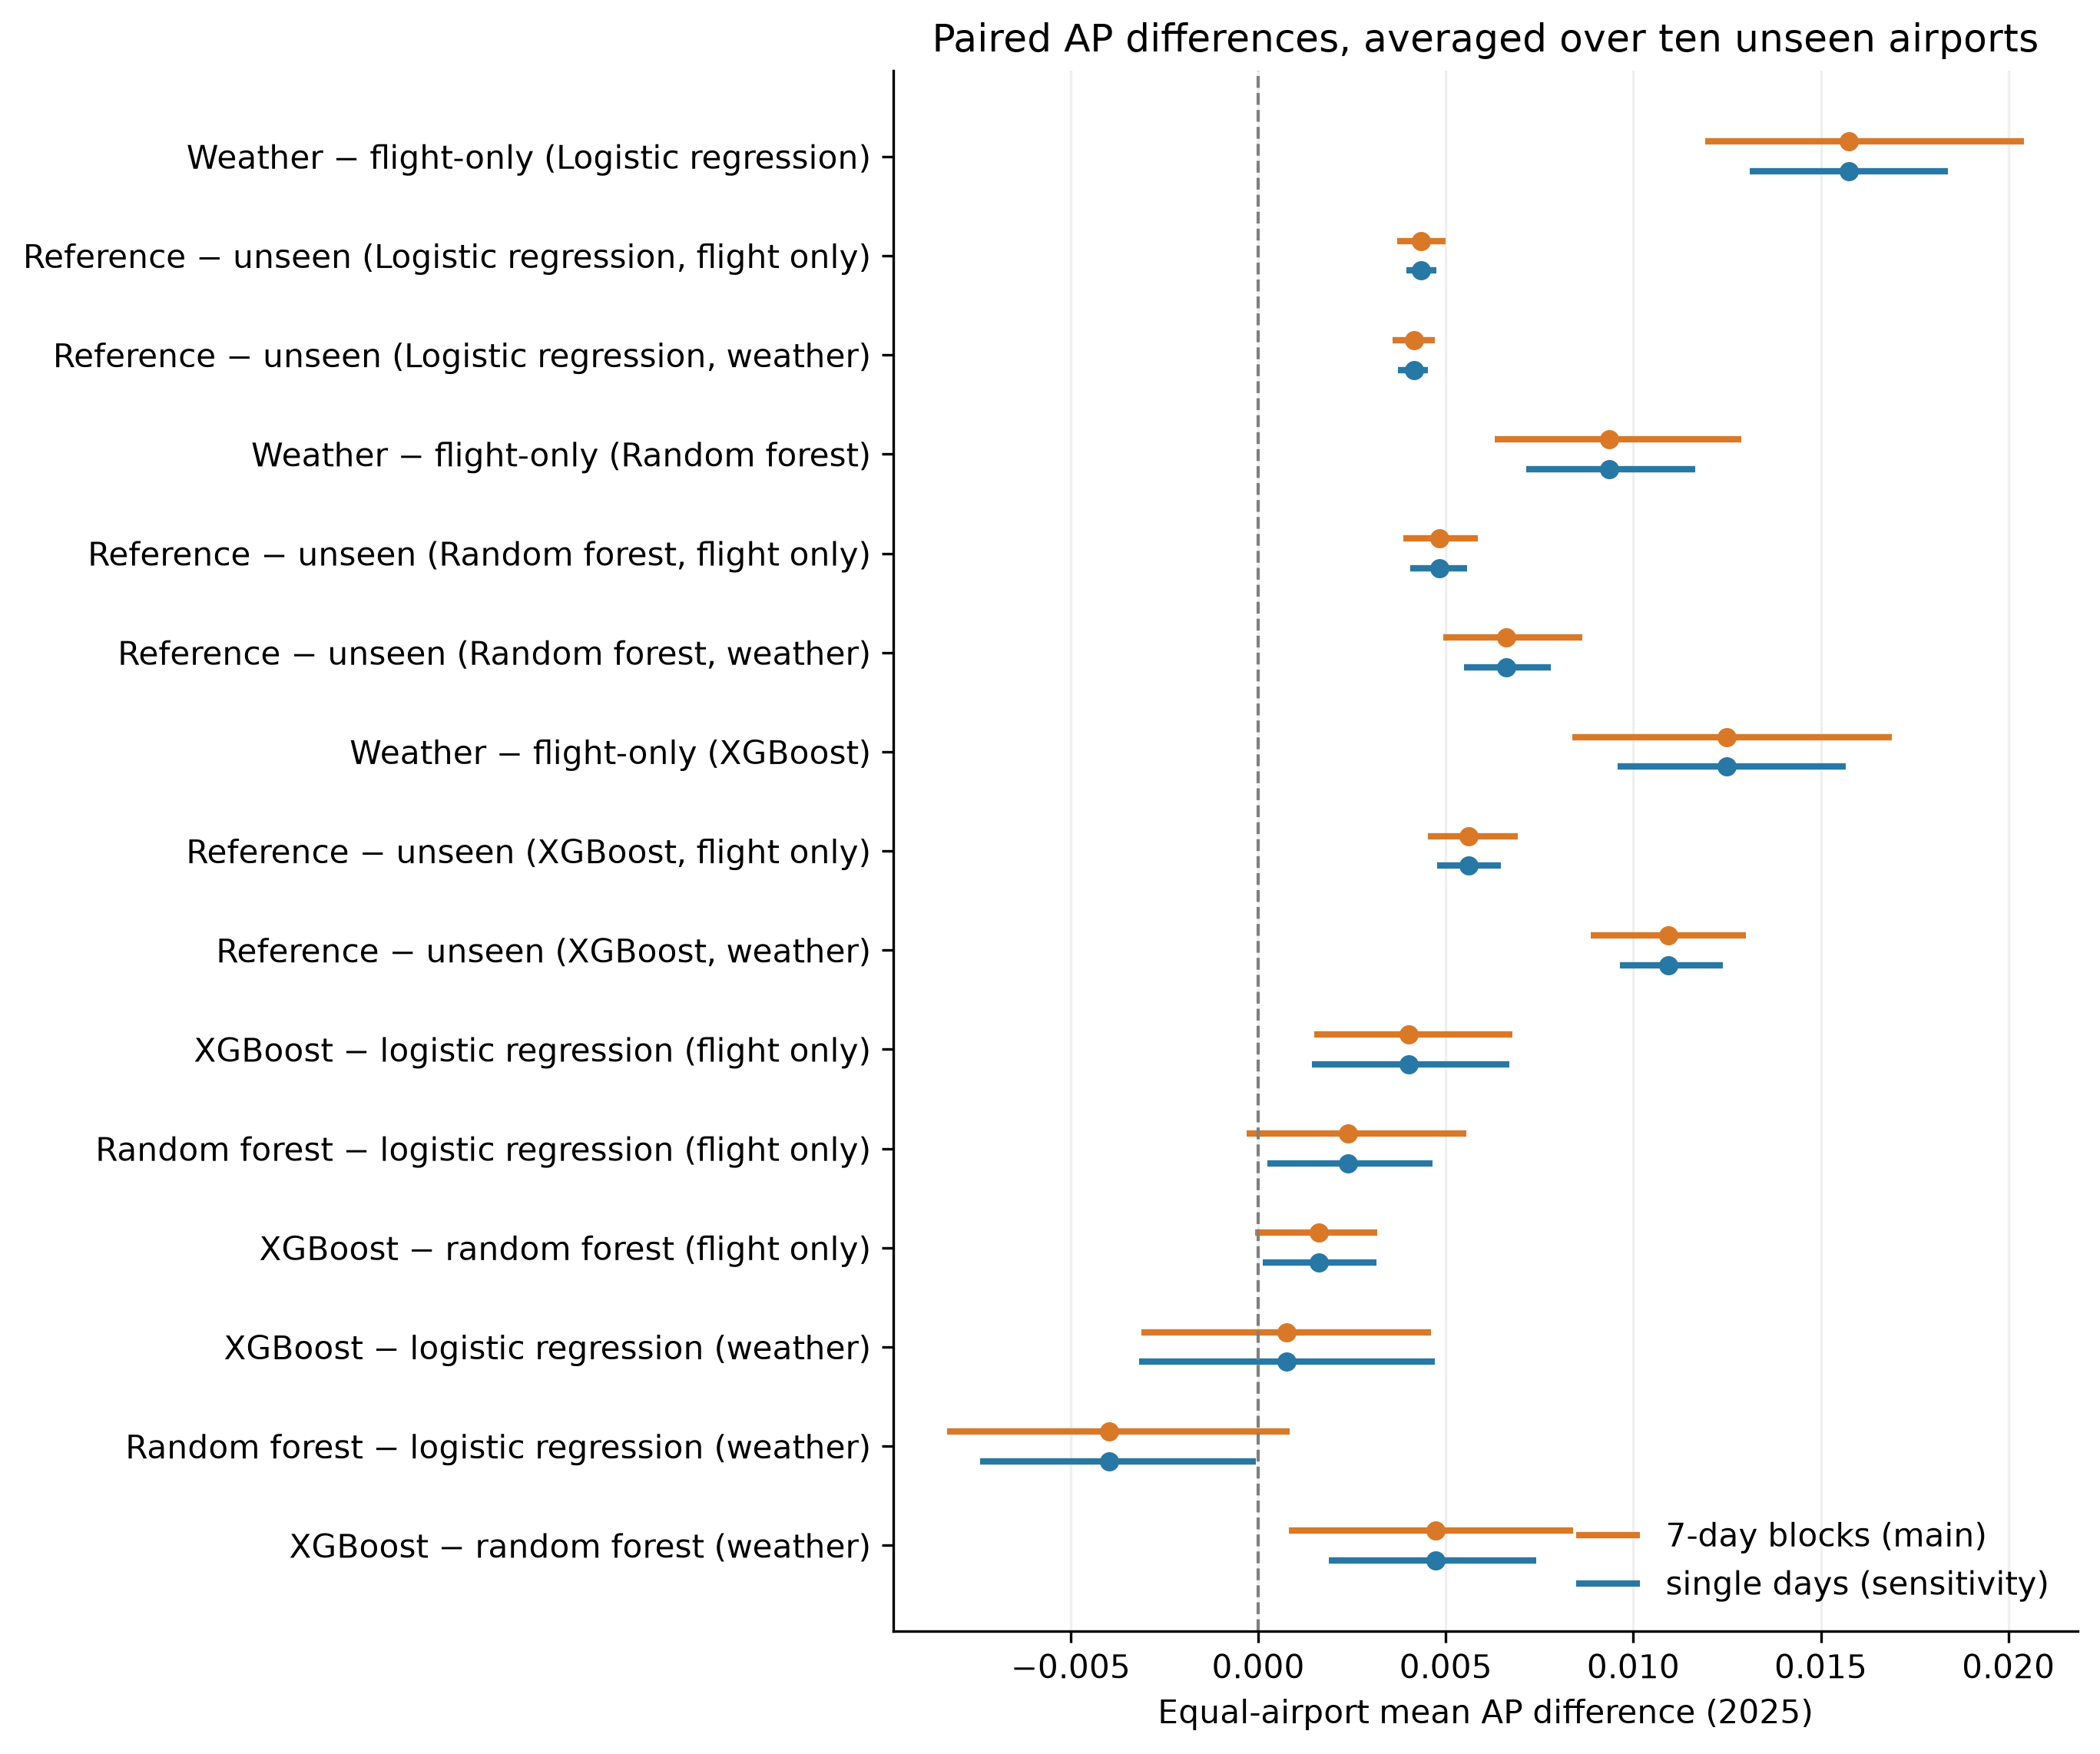 Paired AP differences, averaged over ten unseen airports
Weather − flight-only (Logistic regression)
Reference − unseen (Logistic regression, flight only)
Reference − unseen (Logistic regression, weather)
Weather − flight-only (Random forest)
Reference − unseen (Random forest, flight only)
Reference − unseen (Random forest, weather)
Weather − flight-only (XGBoost)
Reference − unseen (XGBoost, flight only)
Reference − unseen (XGBoost, weather)
XGBoost − logistic regression (flight only)
Random forest − logistic regression (flight only)
XGBoost − random forest (flight only)
XGBoost − logistic regression (weather)
Random forest − logistic regression (weather)
XGBoost − random forest (weather)
7-day blocks (main)
single days (sensitivity)
−0.005 0.000 0.005 0.010 0.015 0.020
Equal-airport mean AP difference (2025)